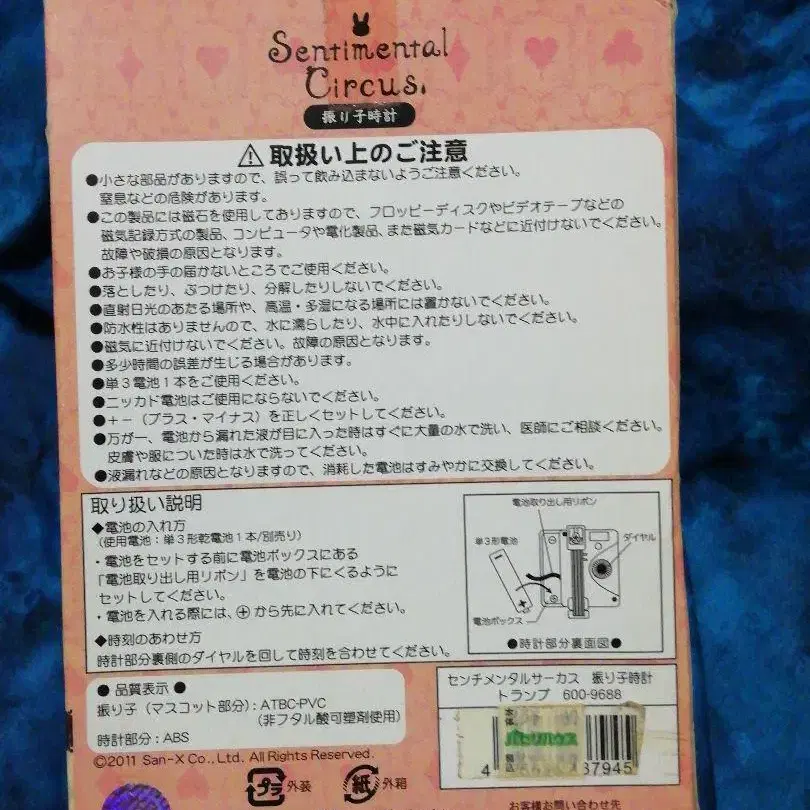 Sentimental
Circus.
振り子時計
⚠取扱い上のご注意
●小さな部品がありますので、誤って飲み込まないようご注意ください。
窒息などの危険があります。
●この製品には磁石を使用しておりますので、フロッピーディスクやビデオテープなどの
磁気記録方式の製品、コンピュータや電化製品、また磁気カードなどに近付けないでください。
故障や破損の原因となります。
●お子様の手の届かないところでご使用ください。
●落としたり、ぶつけたり、分解したりしないでください。
●直射日光のあたる場所や、高温・多湿になる場所には置かないでください。
●防水性はありませんので、水に濡らしたり、水中に入れたりしないでください。
●磁気に近付けないでください。故障の原因となります。
●多少時間の誤差が生じる場合があります。
●単3電池1本をご使用ください。
●ニッカド電池はご使用にならないでください。
●+-(プラス・マイナス)を正しくセットしてください。
●万が一、電池から漏れた液が目に入った時はすぐに大量の水で洗い、医師にご相談ください。
皮膚や服についた時は水で洗ってください。
●液漏れなどの原因となりますので、消耗した電池はすみやかに交換してください。
取り扱い説明
◆電池の入れ方
(使用電池:単3形乾電池1本/別売り)
・電池をセットする前に電池ボックスにある
「電池取り出し用リボン」を電池の下にくるように
セットしてください。
・電池を入れる際には、⊕から先に入れてください。
◆時刻のあわせ方
時計部分裏側のダイヤルを回して時刻を合わせてください。
電池取り出し用リボン
単3形電池
ダイヤル
電池ボックス
●時計部分裏面図●
● 品質表示 ●
振り子(マスコット部分):ATBC-PVC
(非フタル酸可塑剤使用)
時計部分:ABS
センチメンタルサーカス 振り子時計
トランプ 600-9688
パトリハウス
4
37945
©2011 San-X Co., Ltd. All Rights Reserved.
プラ 外装
紙 外箱
お客様お問い合わせ先